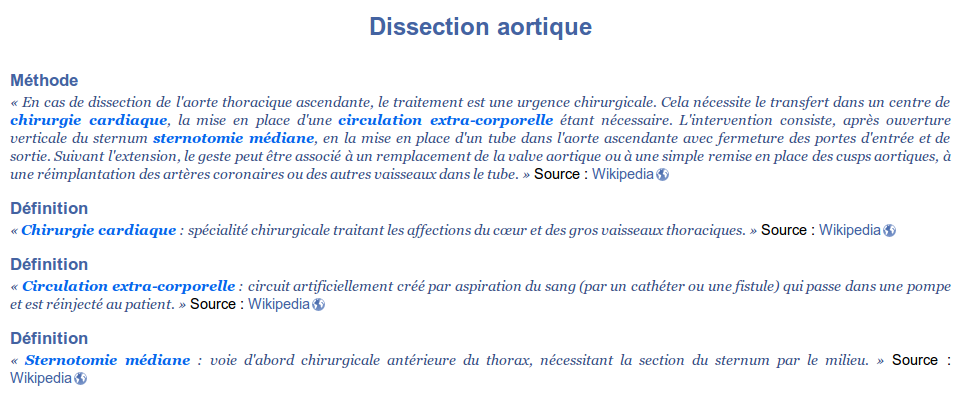 Dissection aortique
Méthode
« En cas de dissection de l'aorte thoracique ascendante, le traitement est une urgence chirurgicale. Cela nécessite le transfert dans un centre de
chirurgie cardiaque, la mise en place d'une circulation extra-corporelle étant nécessaire. L'intervention consiste, après ouverture
verticale du sternum sternotomie médiane, en la mise en place d'un tube dans l'aorte ascendante avec fermeture des portes d'entrée et de
sortie. Suivant l'extension, le geste peut être associé à un remplacement de la valve aortique ou à une simple remise en place des cusps aortiques, à
une réimplantation des artères coronaires ou des autres vaisseaux dans le tube. » Source : Wikipedia
Définition
« Chirurgie cardiaque : spécialité chirurgicale traitant les affections du cœur et des gros vaisseaux thoraciques. » Source : Wikipedia
Définition
« Circulation extra-corporelle : circuit artificiellement créé par aspiration du sang (par un cathéter ou une fistule) qui passe dans une pompe
et est réinjecté au patient. » Source : Wikipedia
Définition
« Sternotomie médiane : voie d'abord chirurgicale antérieure du thorax, nécessitant la section du sternum par le milieu. » Source :
Wikipedia